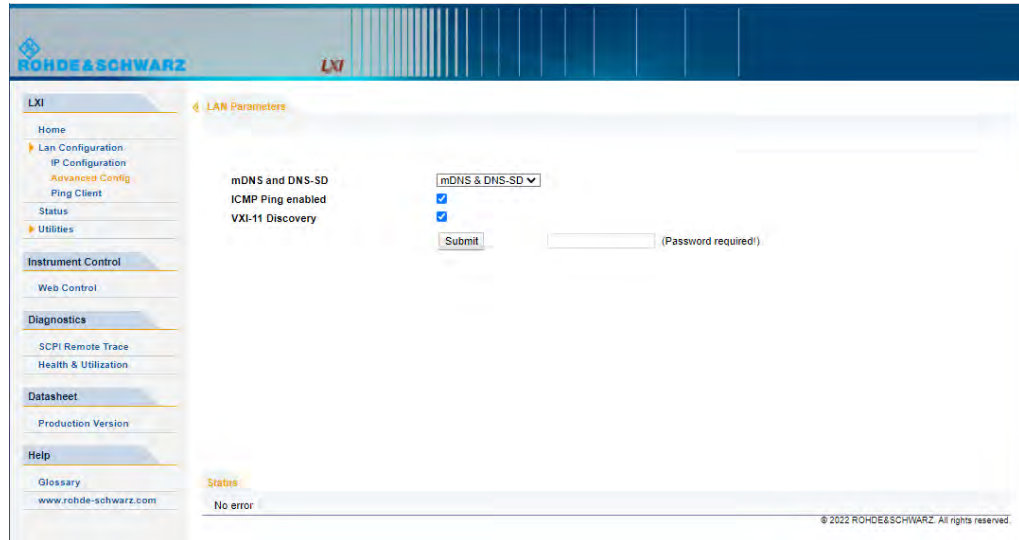 ROHDE&SCHWARZ
LXI
LXI
Home
Lan Configuration
IP Configuration
Advanced Config
Ping Client
Status
Utilities
Instrument Control
Web Control
Diagnostics
SCPI Remote Trace
Health & Utilization
Datasheet
Production Version
Help
Glossary
www.rohde-schwarz.com
LAN Parameters
mDNS and DNS-SD mDNS & DNS-SD
ICMP Ping enabled
VXI-11 Discovery
Submit (Password required!)
Status
No error
© 2022 ROHDE&SCHWARZ. All rights reserved.